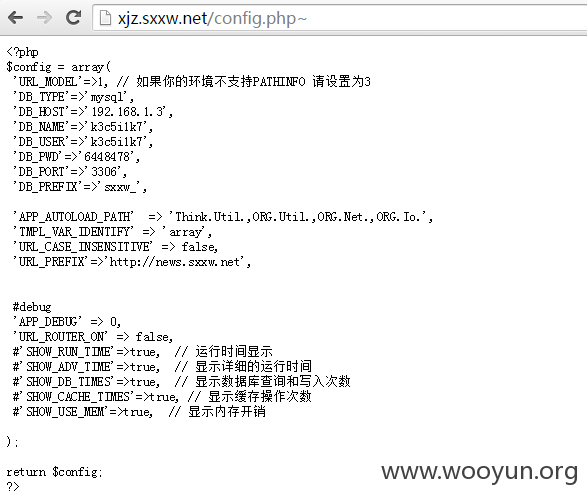 xjz.sxxw.net/config.php~
<?php
$config = array(
'URL_MODEL'=>1, // 如果你的环境不支持PATHINFO 请设置为3
'DB_TYPE'=>'mysql',
'DB_HOST'=>'192.168.1.3',
'DB_NAME'=>'k3c5i1k7',
'DB_USER'=>'k3c5i1k7',
'DB_PWD'=>'6448478',
'DB_PORT'=>'3306',
'DB_PREFIX'=>'sxxw_',
'APP_AUTOLOAD_PATH' => 'Think.Util.,ORG.Util.,ORG.Net.,ORG.Io.',
'TMPL_VAR_IDENTIFY' => 'array',
'URL_CASE_INSENSITIVE' => false,
'URL_PREFIX'=>'http://news.sxxw.net',
#debug
'APP_DEBUG' => 0,
'URL_ROUTER_ON' => false,
#'SHOW_RUN_TIME'=>true, // 运行时间显示
#'SHOW_ADV_TIME'=>true, // 显示详细的运行时间
#'SHOW_DB_TIMES'=>true, // 显示数据库查询和写入次数
#'SHOW_CACHE_TIMES'=>true, // 显示缓存操作次数
#'SHOW_USE_MEM'=>true, // 显示内存开销
);
return $config;
?>
www.wooyun.org